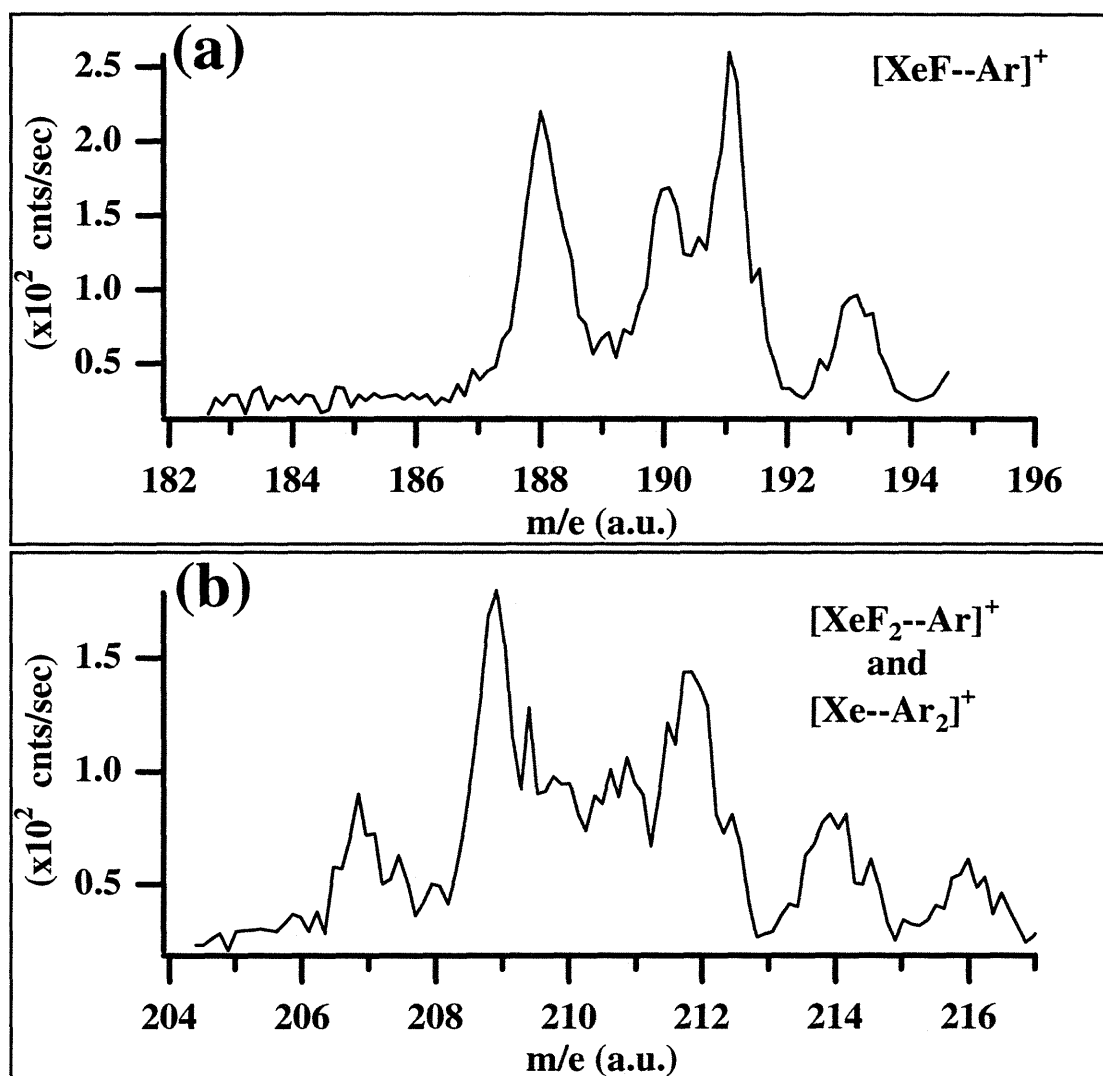 (a)
[XeF--Ar]⁺
2.5
2.0
1.5
1.0
0.5
(x10² cnts/sec)
182 184 186 188 190 192 194 196
m/e (a.u.)
(b)
[XeF₂--Ar]⁺
and
[Xe--Ar₂]⁺
1.5
1.0
0.5
(x10² cnts/sec)
204 206 208 210 212 214 216
m/e (a.u.)